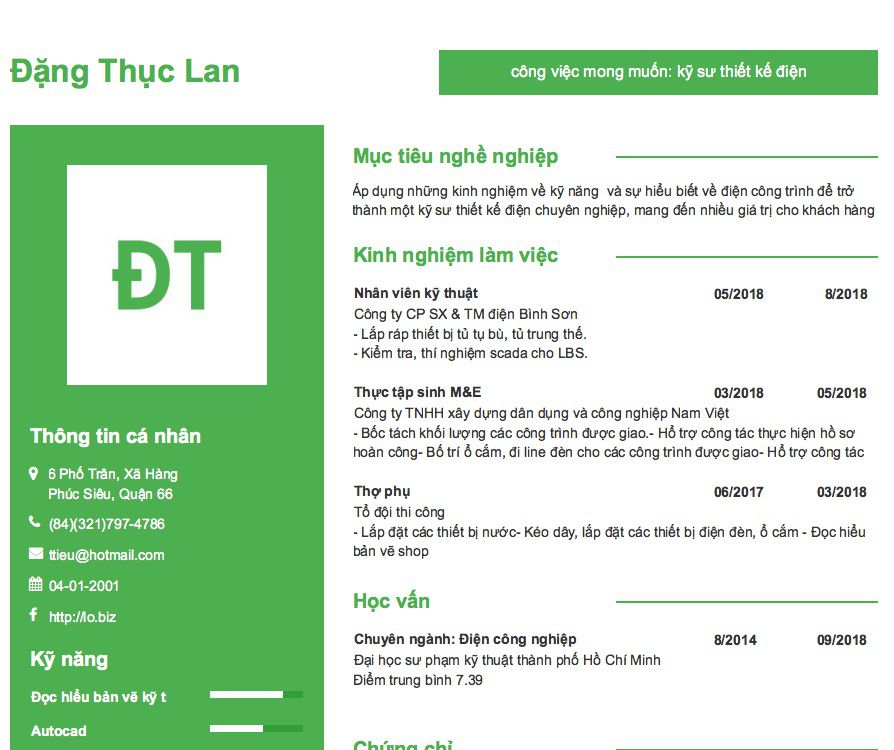 Đặng Thục Lan
công việc mong muốn: kỹ sư thiết kế điện
ĐT
Thông tin cá nhân
6 Phố Trân, Xã Hàng
Phúc Siêu, Quận 66
(84)(321)797-4786
ttieu@hotmail.com
04-01-2001
http://lo.biz
Kỹ năng
Đọc hiểu bản vẽ kỹ t
Autocad
Mục tiêu nghề nghiệp
Áp dụng những kinh nghiệm về kỹ năng và sự hiểu biết về điện công trình để trở
thành một kỹ sư thiết kế điện chuyên nghiệp, mang đến nhiều giá trị cho khách hàng
Kinh nghiệm làm việc
Nhân viên kỹ thuật 05/2018 8/2018
Công ty CP SX & TM điện Bình Sơn
- Lắp ráp thiết bị tủ tụ bù, tủ trung thế.
- Kiểm tra, thí nghiệm scada cho LBS.
Thực tập sinh M&E 03/2018 05/2018
Công ty TNHH xây dựng dân dụng và công nghiệp Nam Việt
- Bốc tách khối lượng các công trình được giao.- Hổ trợ công tác thực hiện hồ sơ
hoàn công- Bố trí ổ cắm, đi line đèn cho các công trình được giao- Hổ trợ công tác
Thợ phụ 06/2017 03/2018
Tổ đội thi công
- Lắp đặt các thiết bị nước- Kéo dây, lắp đặt các thiết bị điện đèn, ổ cắm - Đọc hiểu
bản vẽ shop
Học vấn
Chuyên ngành: Điện công nghiệp 8/2014 09/2018
Đại học sư phạm kỹ thuật thành phố Hồ Chí Minh
Điểm trung bình 7.39
Chứng chỉ